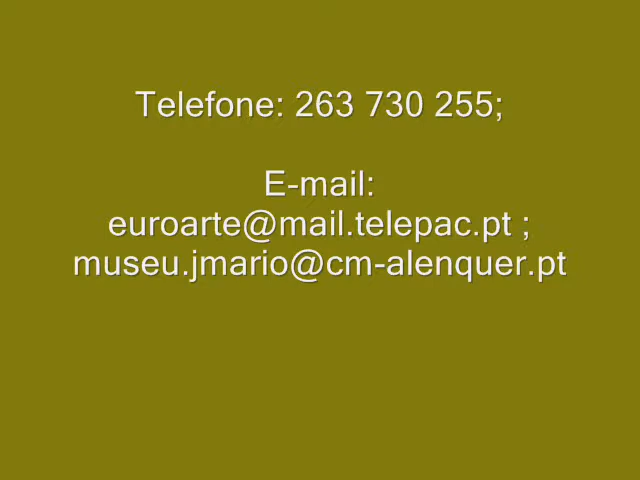 Telefone: 263 730 255;
E-mail:
euroarte@mail.telepac.pt ;
museu.jmario@cm-alenquer.pt